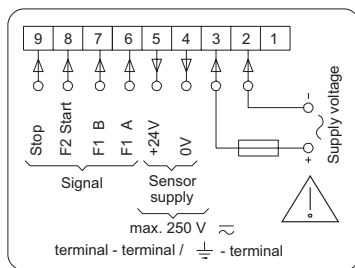 9 8 7 6 5 4 3 2 1
Stop
F2 Start
F1 B
F1 A
+24V
0V
-
+
Supply voltage
Signal
Sensor
supply
max. 250 V
terminal - terminal / - terminal
!